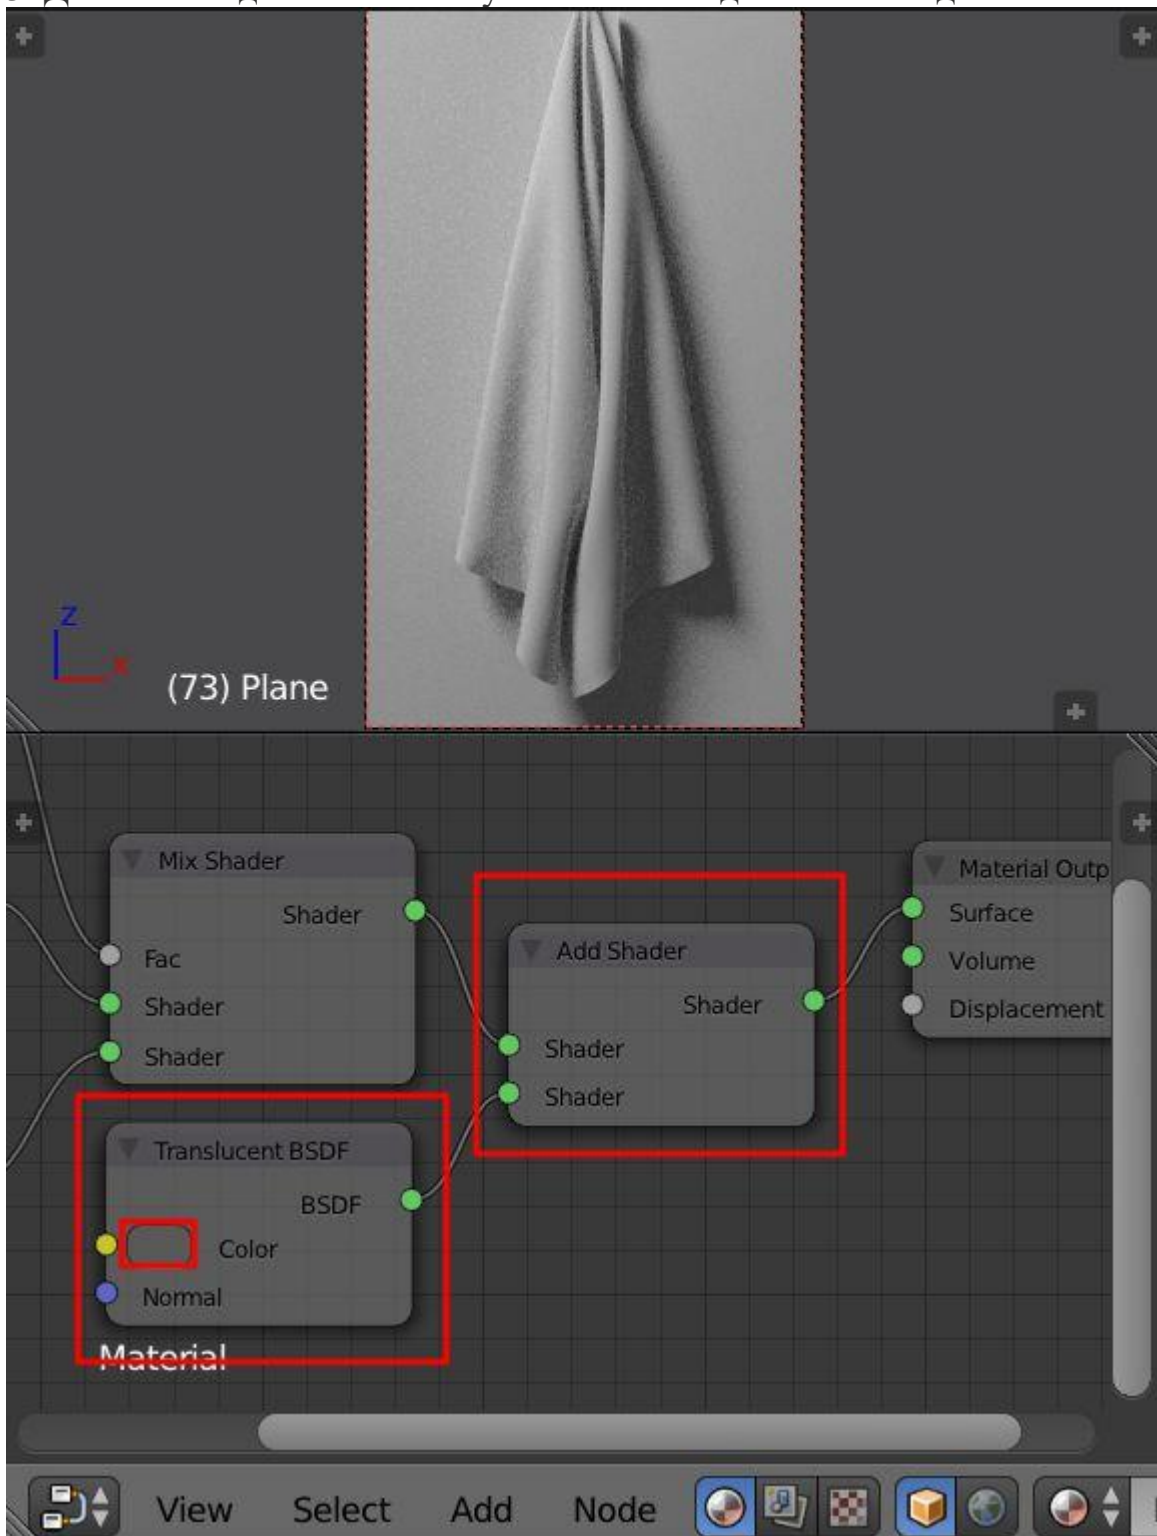 Z
X
(73) Plane
Mix Shader
Shader
Fac
Shader
Shader
Add Shader
Shader
Shader
Shader
Material Outp
Surface
Volume
Displacement
Translucent BSDF
BSDF
Color
Normal
Material
View Select Add Node